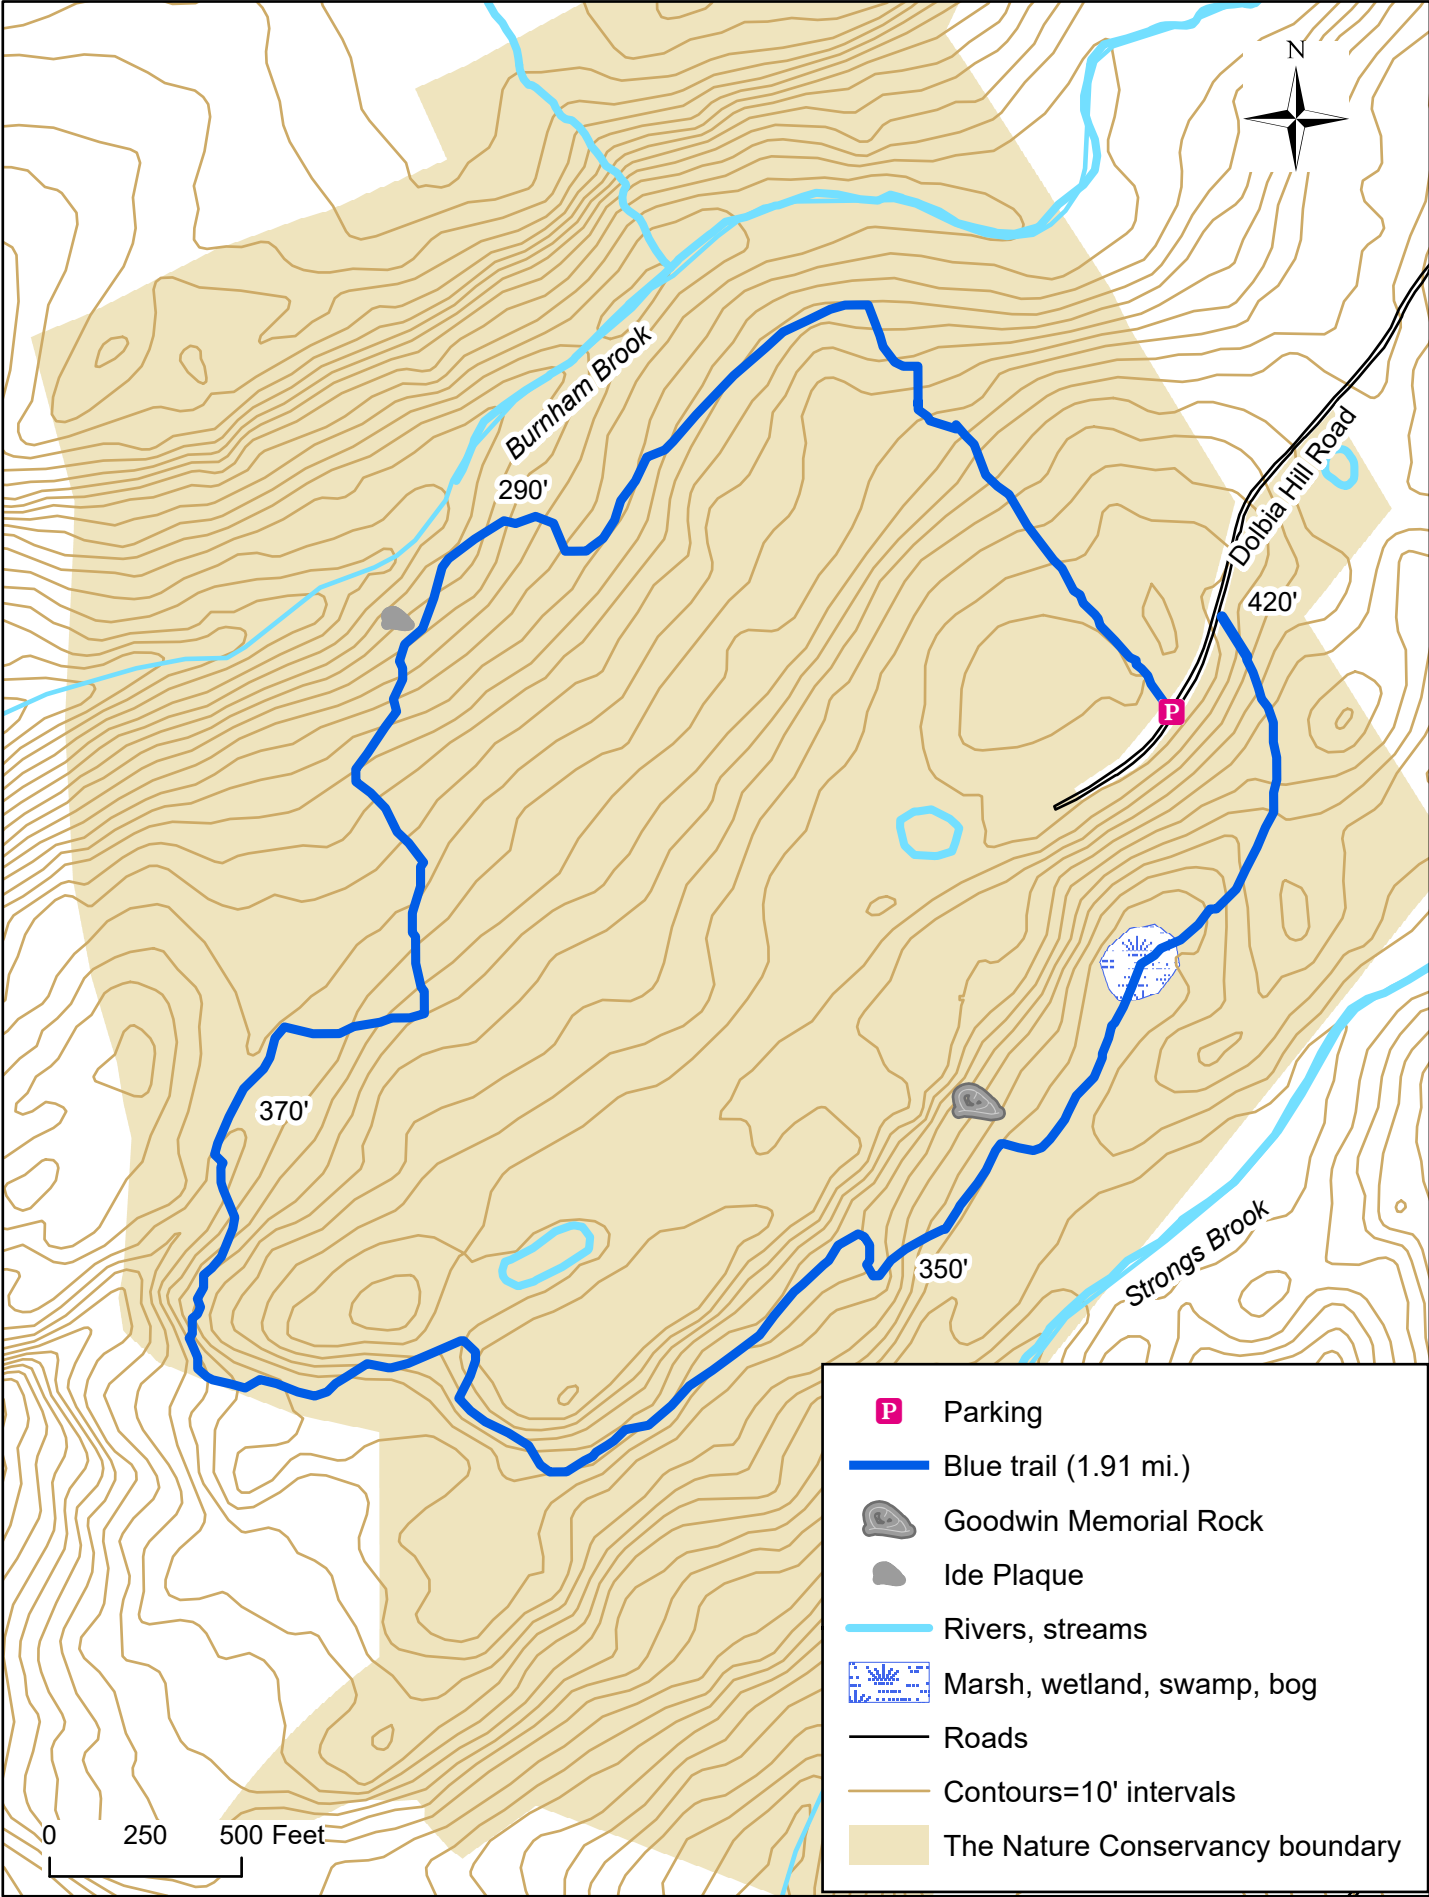 N
Burnham Brook
290'
Dolbia Hill Road
420'
P
370'
350'
Strongs Brook
P Parking
Blue trail (1.91 mi.)
Goodwin Memorial Rock
Ide Plaque
Rivers, streams
Marsh, wetland, swamp, bog
Roads
Contours=10' intervals
The Nature Conservancy boundary
0 250 500 Feet